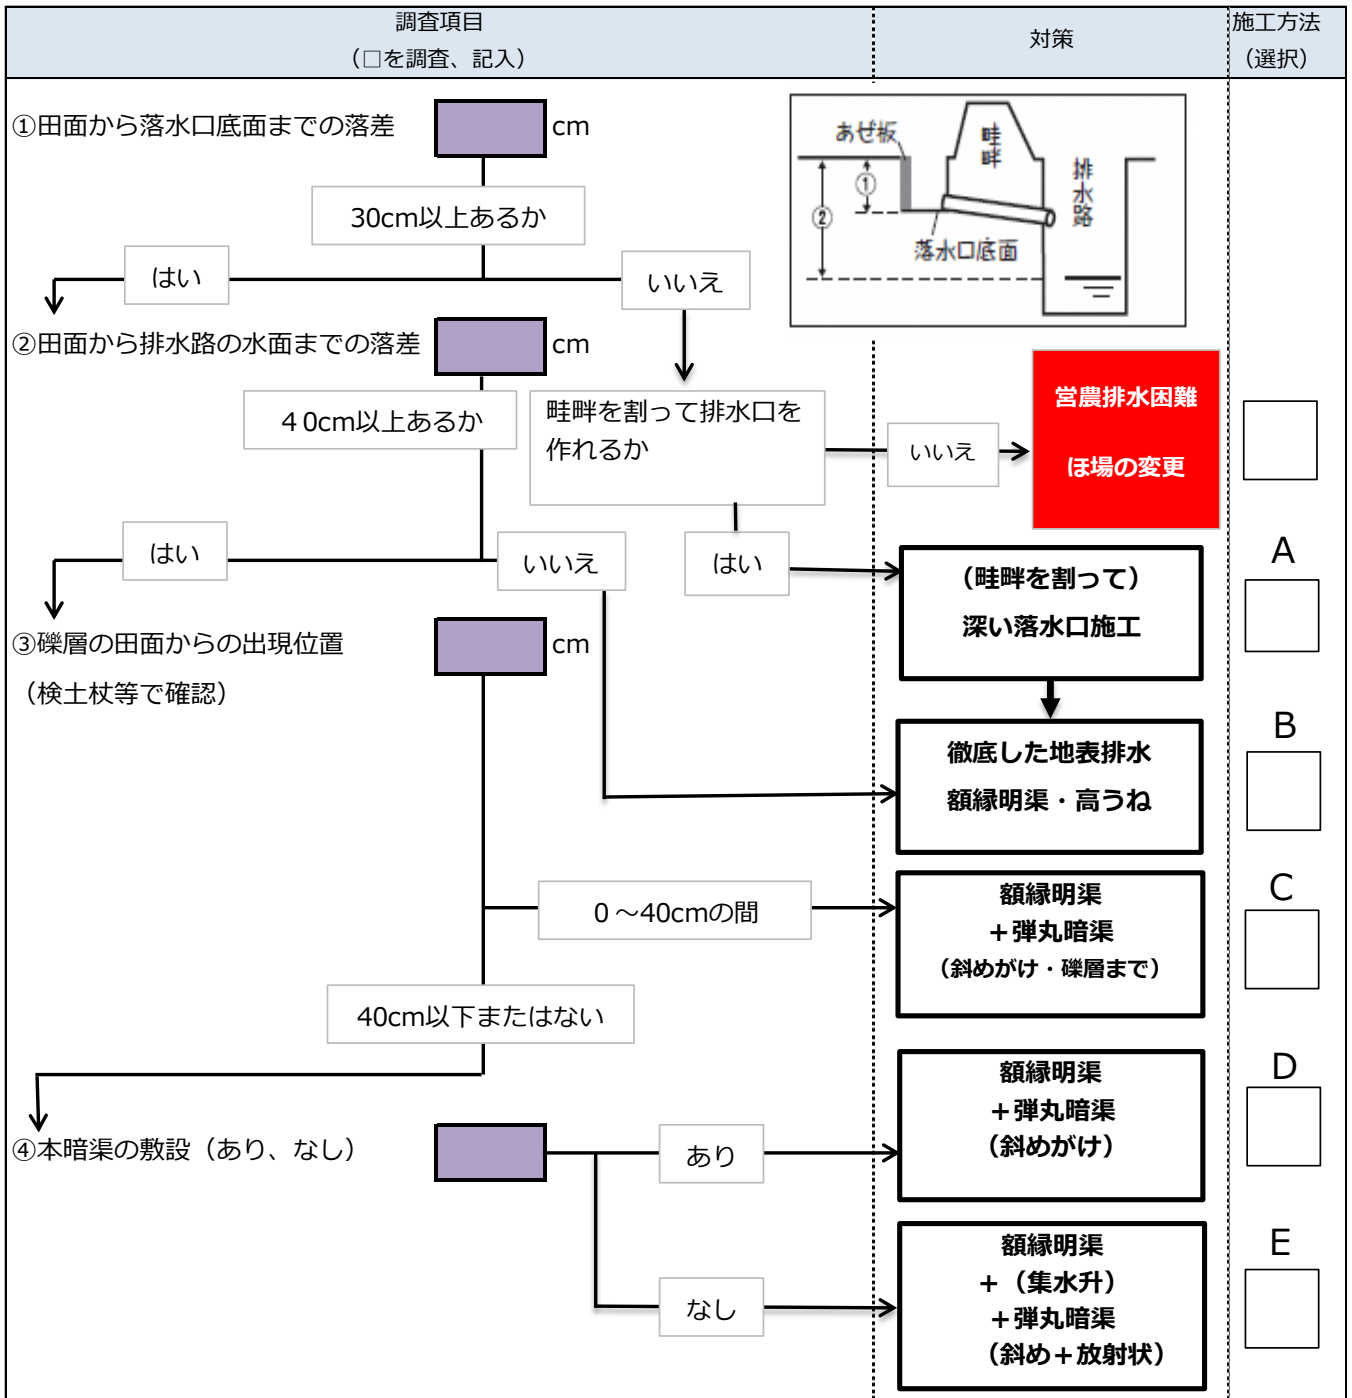 調査項目
（□を調査、記入）
対策
施工方法
（選択）
①田面から落水口底面までの落差
cm
あぜ板
畦畔
排水路
①
②
落水口底面
30cm以上あるか
はい
いいえ
②田面から排水路の水面までの落差
cm
４0cm以上あるか
畦畔を割って排水口を
作れるか
いいえ
営農排水困難
ほ場の変更
はい
いいえ
はい
（畦畔を割って）
深い落水口施工
A
③礫層の田面からの出現位置
cm
（検土杖等で確認）
徹底した地表排水
額縁明渠・高うね
B
0～40cmの間
額縁明渠
＋弾丸暗渠
（斜めがけ・礫層まで）
C
40cm以下またはない
④本暗渠の敷設（あり、なし）
あり
額縁明渠
＋弾丸暗渠
（斜めがけ）
D
なし
額縁明渠
＋（集水升）
＋弾丸暗渠
（斜め＋放射状）
E